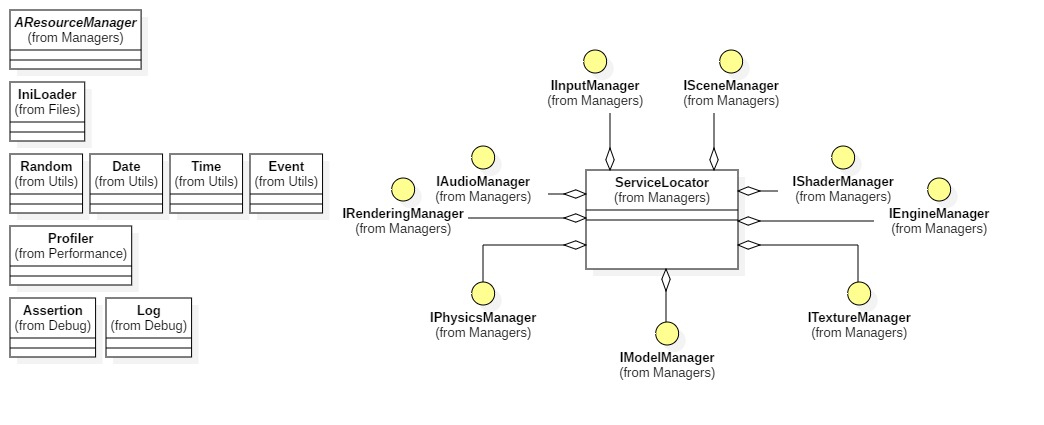 AResourceManager
(from Managers)
IniLoader
(from Files)
Random
(from Utils)
Date
(from Utils)
Time
(from Utils)
Event
(from Utils)
Profiler
(from Performance)
Assertion
(from Debug)
Log
(from Debug)
IInputManager
(from Managers)
ISceneManager
(from Managers)
IAudioManager
(from Managers)
IRenderingManager
(from Managers)
ServiceLocator
(from Managers)
IShaderManager
(from Managers)
IEngineManager
(from Managers)
IPhysicsManager
(from Managers)
IModelManager
(from Managers)
ITextureManager
(from Managers)